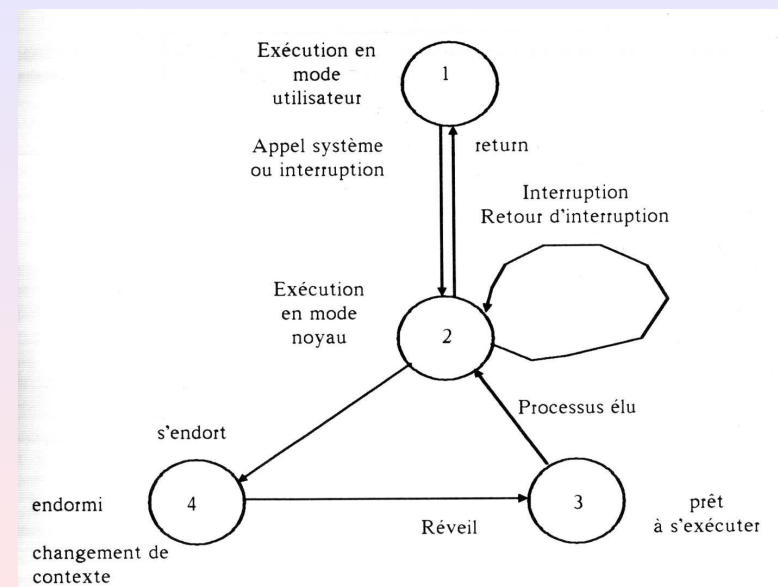 Exécution en
mode
utilisateur
1
Appel système
ou interruption
return
Interruption
Retour d'interruption
Exécution
en mode
noyau
2
Processus élu
s'endort
endormi
4
Réveil
3
prêt
à s'exécuter
changement de
contexte